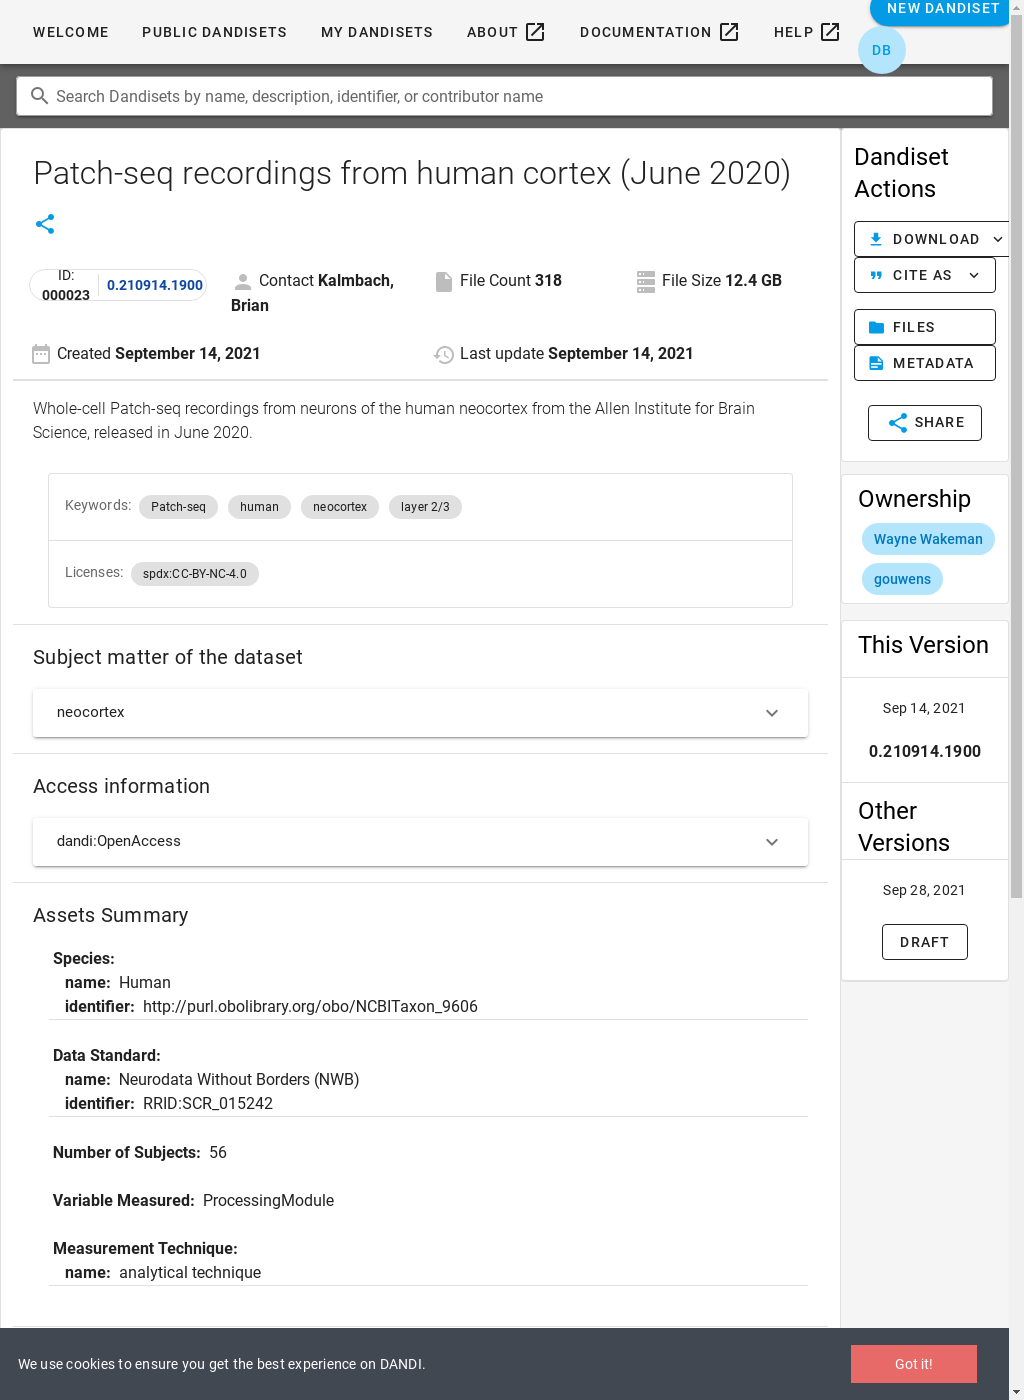 WELCOME
PUBLIC DANDISETS
MY DANDISETS
ABOUT
DOCUMENTATION
HELP
NEW DANDISET
DB
Search Dandisets by name, description, identifier, or contributor name
Patch-seq recordings from human cortex (June 2020)
ID: 000023
0.210914.1900
Contact Kalmbach, Brian
File Count 318
File Size 12.4 GB
Created September 14, 2021
Last update September 14, 2021
Whole-cell Patch-seq recordings from neurons of the human neocortex from the Allen Institute for Brain
Science, released in June 2020.
Keywords: Patch-seq human neocortex layer 2/3
Licenses: spdx:CC-BY-NC-4.0
Subject matter of the dataset
neocortex
Access information
dandi:OpenAccess
Assets Summary
Species:
name: Human
identifier: http://purl.obolibrary.org/obo/NCBITaxon_9606
Data Standard:
name: Neurodata Without Borders (NWB)
identifier: RRID:SCR_015242
Number of Subjects: 56
Variable Measured: ProcessingModule
Measurement Technique:
name: analytical technique
Dandiset
Actions
DOWNLOAD
CITE AS
FILES
METADATA
SHARE
Ownership
Wayne Wakeman
gouwens
This Version
Sep 14, 2021
0.210914.1900
Other
Versions
Sep 28, 2021
DRAFT
We use cookies to ensure you get the best experience on DANDI.
Got it!